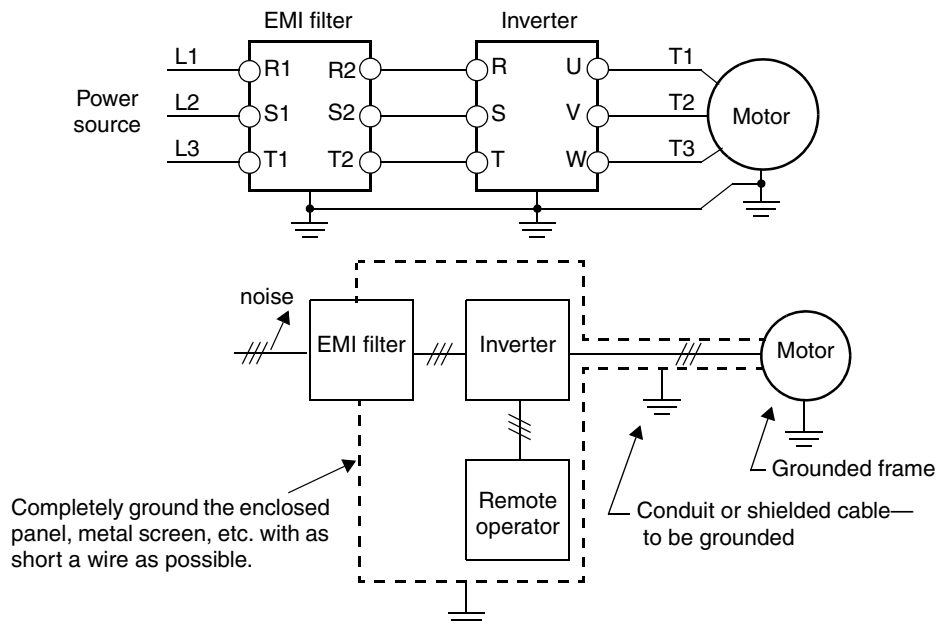 EMI filter
Inverter
Power
source
L1
L2
L3
R1
S1
T1
R2
S2
T2
R
S
T
U
V
W
T1
T2
T3
Motor
noise
EMI filter
Inverter
Motor
Remote
operator
Grounded frame
Conduit or shielded cable—
to be grounded
Completely ground the enclosed
panel, metal screen, etc. with as
short a wire as possible.